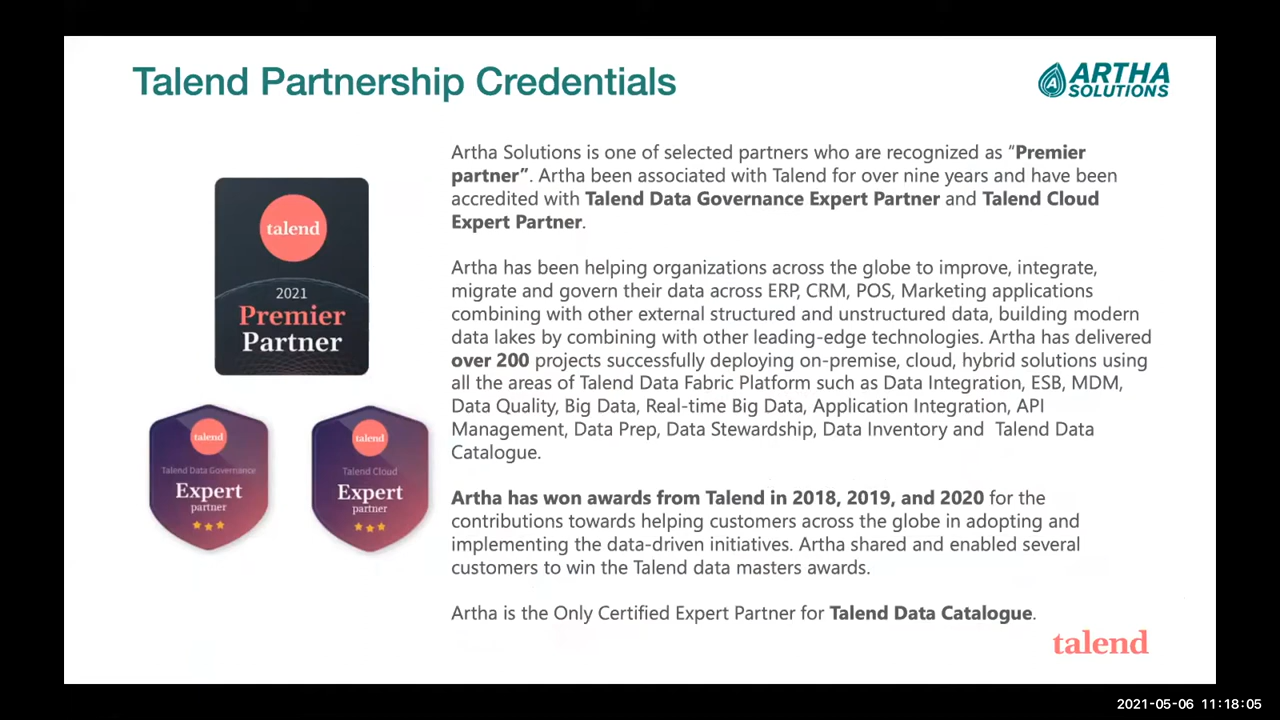 Talend Partnership Credentials
ARTHA
SOLUTIONS
Artha Solutions is one of selected partners who are recognized as “Premier
partner”. Artha been associated with Talend for over nine years and have been
accredited with Talend Data Governance Expert Partner and Talend Cloud
Expert Partner.
Artha has been helping organizations across the globe to improve, integrate,
migrate and govern their data across ERP, CRM, POS, Marketing applications
combining with other external structured and unstructured data, building modern
data lakes by combining with other leading-edge technologies. Artha has delivered
over 200 projects successfully deploying on-premise, cloud, hybrid solutions using
all the areas of Talend Data Fabric Platform such as Data Integration, ESB, MDM,
Data Quality, Big Data, Real-time Big Data, Application Integration, API
Management, Data Prep, Data Stewardship, Data Inventory and Talend Data
Catalogue.
Artha has won awards from Talend in 2018, 2019, and 2020 for the
contributions towards helping customers across the globe in adopting and
implementing the data-driven initiatives. Artha shared and enabled several
customers to win the Talend data masters awards.
Artha is the Only Certified Expert Partner for Talend Data Catalogue.
talend
2021
Premier
Partner
talend
Talend Data Governance
Expert
partner
talend
Talend Cloud
Expert
partner
talend
2021-05-06 11:18:05